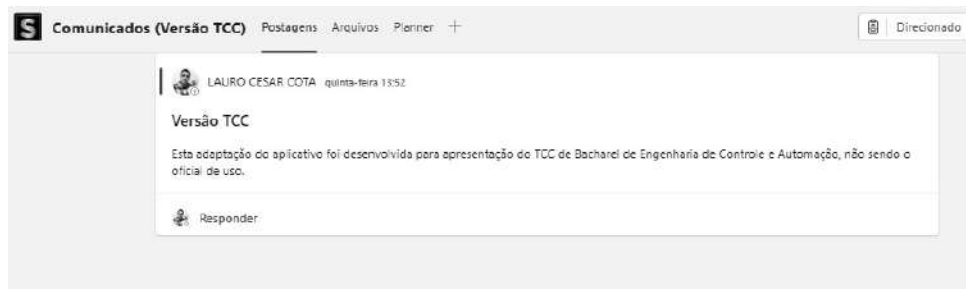 S Comunicados (Versão TCC) Postagens Arquivos Planner + Direcionado
LAURO CESAR COTA quinta-feira 13:52
Versão TCC
Esta adaptação do aplicativo foi desenvolvida para apresentação do TCC de Bacharel de Engenharia de Controle e Automação, não sendo o
oficial de uso.
Responder